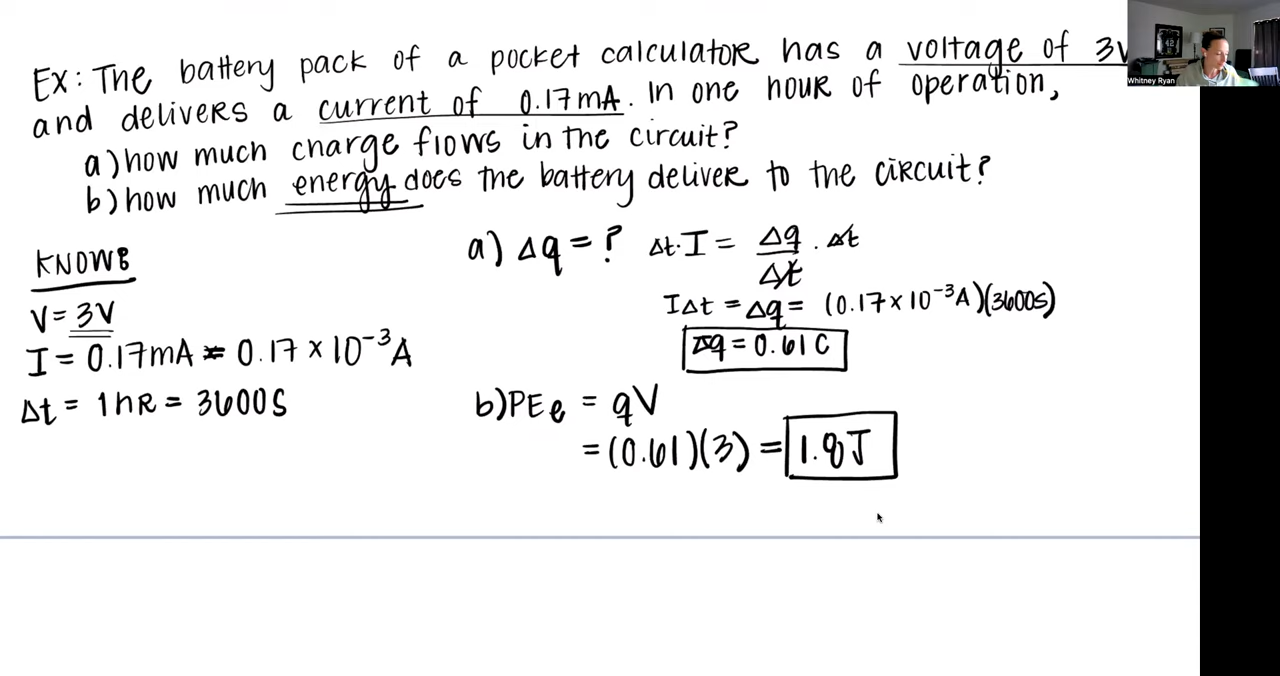 Ex: The battery pack of a pocket calculator has a voltage of 3V
Whitney Ryan
and delivers a current of 0.17mA. In one hour of operation,
a) how much charge flows in the circuit?
b) how much energy does the battery deliver to the circuit?
KNOWS
V = 3V
I = 0.17mA = 0.17 × 10⁻³A
Δt = 1hR = 3600S
a) Δq = ? Δt·I = Δq/Δt · Δt
IΔt = Δq = (0.17 × 10⁻³A)(3600S)
Δq = 0.61 C
b) PEe = qV
= (0.61)(3) = 1.8J